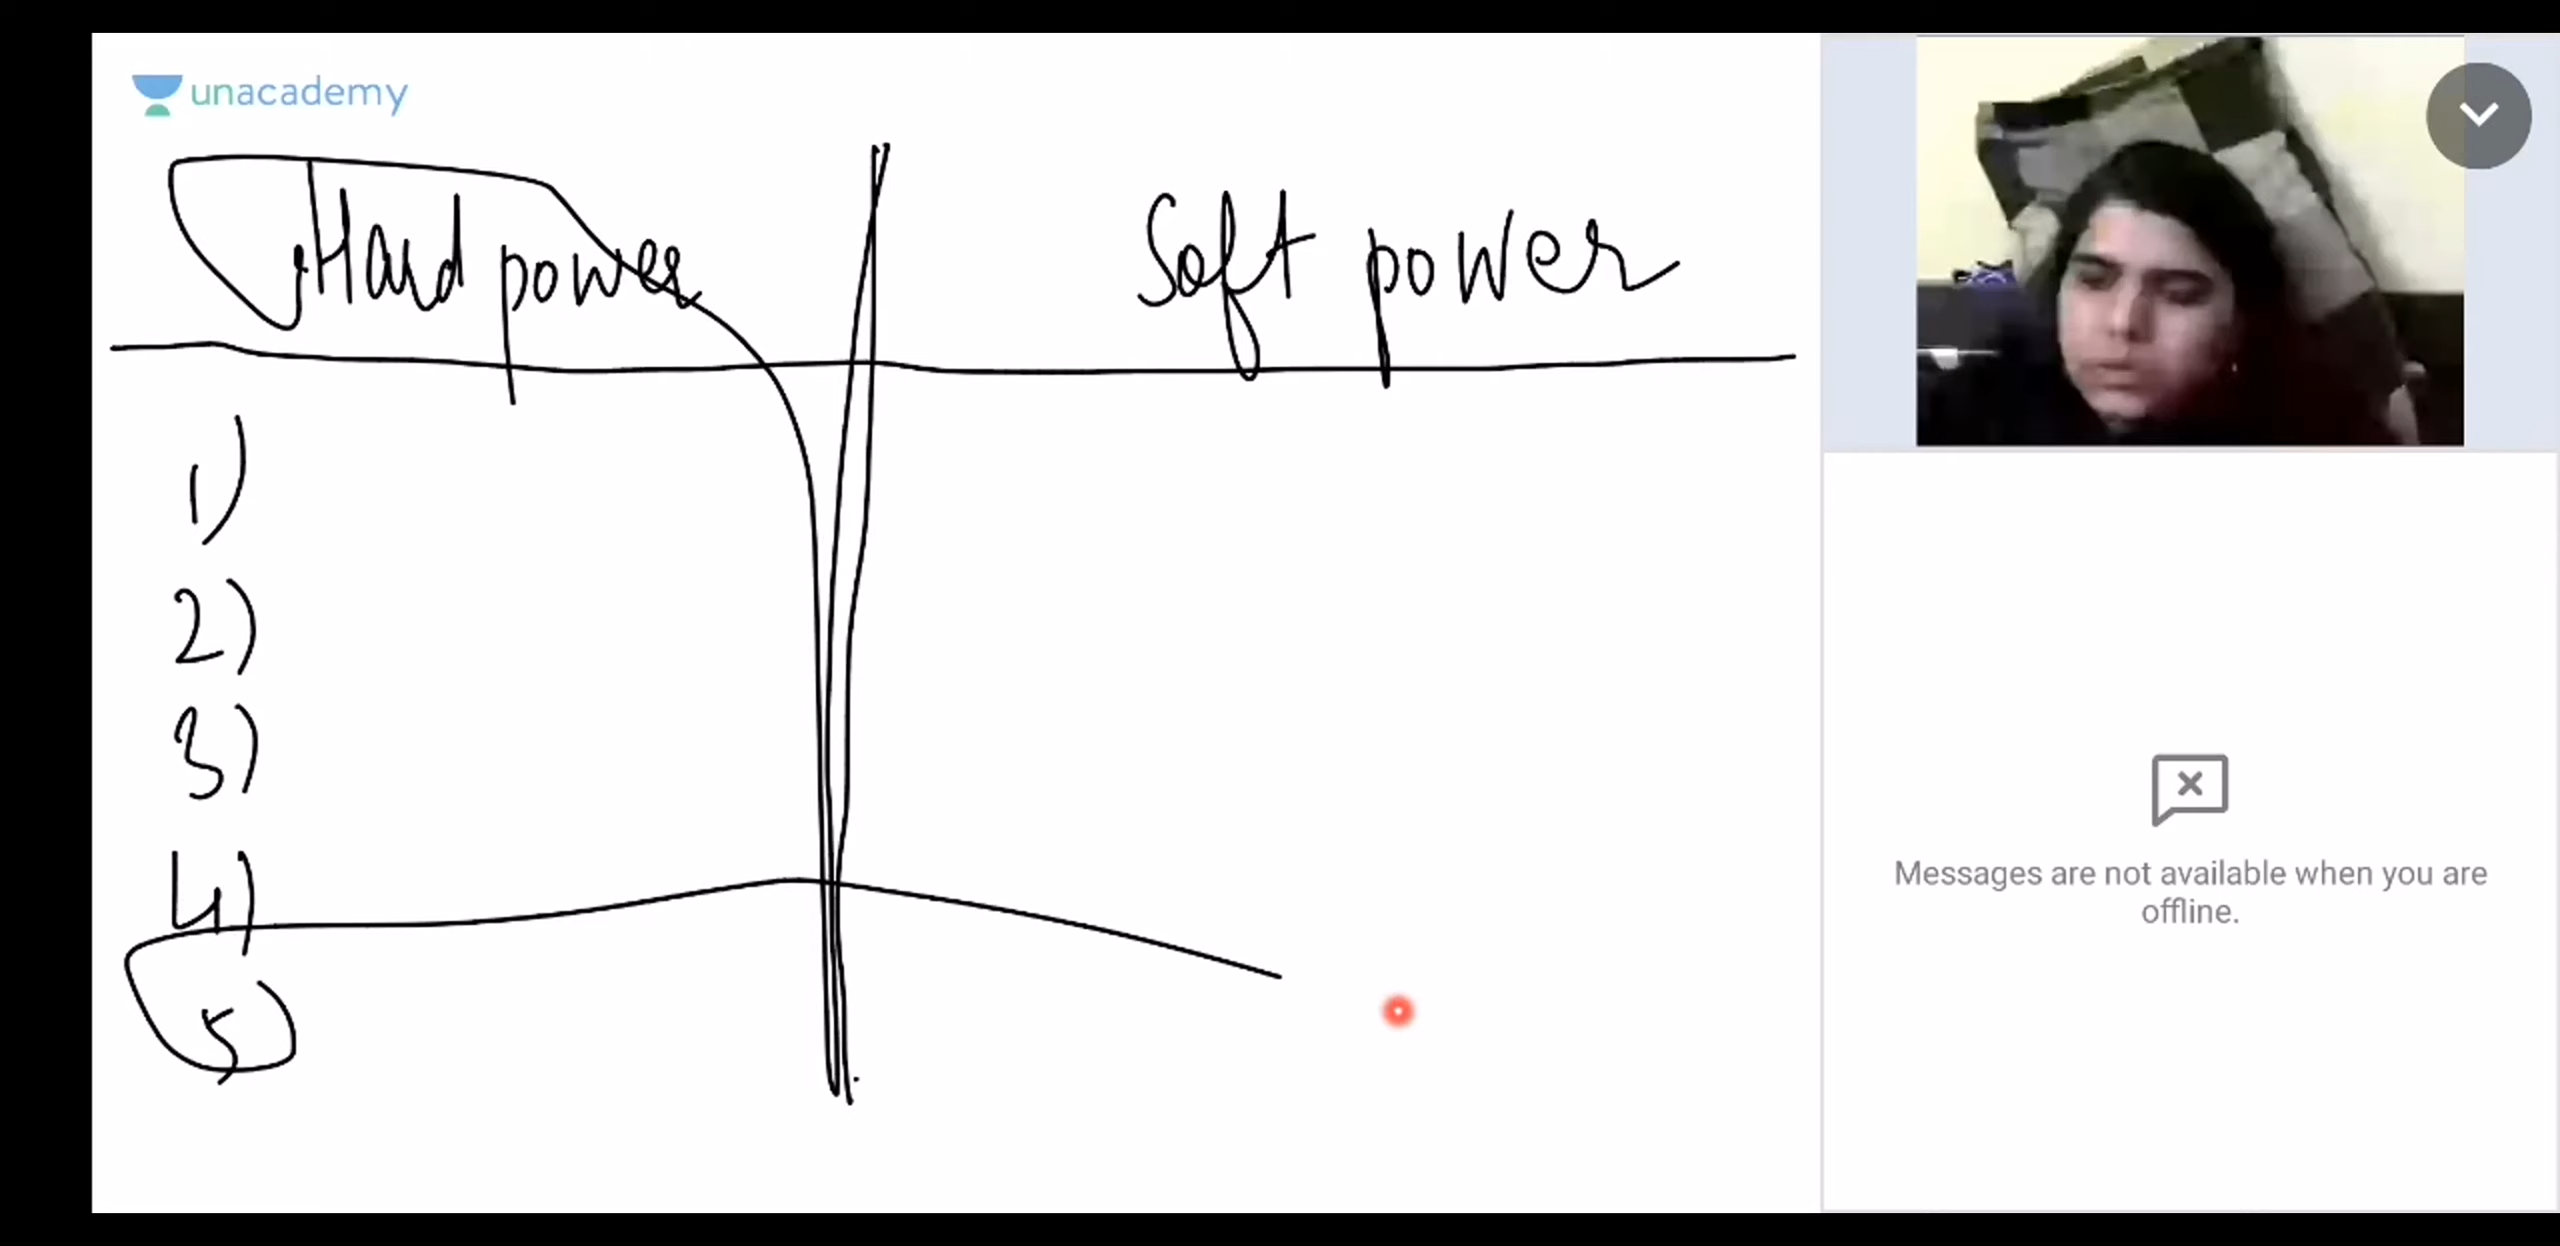 unacademy
Hard power
Soft power
1)
2)
3)
4)
5)
Messages are not available when you are
offline.